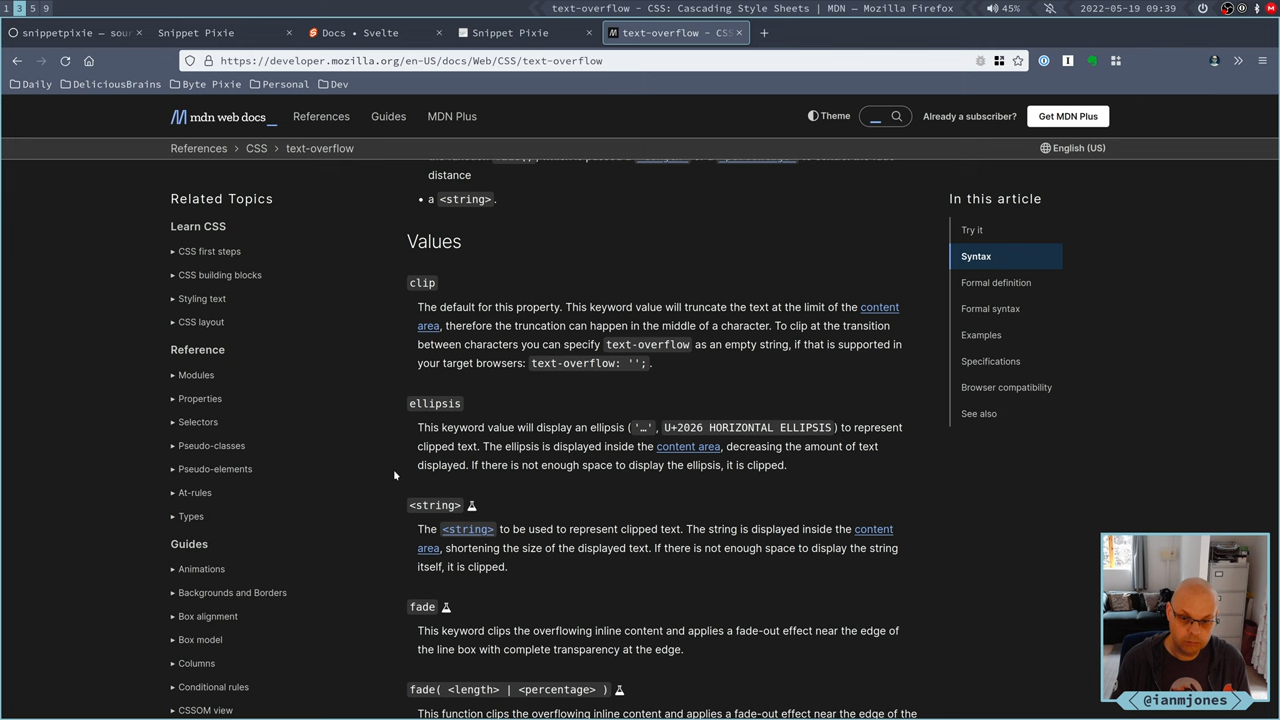 1 3 5 9
text-overflow - CSS: Cascading Style Sheets | MDN — Mozilla Firefox
45%
2022-05-19 09:39
snippetpixie — sour
Snippet Pixie
Docs • Svelte
Snippet Pixie
text-overflow - CSS
https://developer.mozilla.org/en-US/docs/Web/CSS/text-overflow
Daily
DeliciousBrains
Byte Pixie
Personal
Dev
mdn web docs_
References
Guides
MDN Plus
Theme
Already a subscriber?
Get MDN Plus
References
CSS
text-overflow
English (US)
Related Topics
Learn CSS
CSS first steps
CSS building blocks
Styling text
CSS layout
Reference
Modules
Properties
Selectors
Pseudo-classes
Pseudo-elements
At-rules
Types
Guides
Animations
Backgrounds and Borders
Box alignment
Box model
Columns
Conditional rules
CSSOM view
distance
• a <string>.
Values
clip
The default for this property. This keyword value will truncate the text at the limit of the content
area, therefore the truncation can happen in the middle of a character. To clip at the transition
between characters you can specify text-overflow as an empty string, if that is supported in
your target browsers: text-overflow: '';.
ellipsis
This keyword value will display an ellipsis ('…', U+2026 HORIZONTAL ELLIPSIS) to represent
clipped text. The ellipsis is displayed inside the content area, decreasing the amount of text
displayed. If there is not enough space to display the ellipsis, it is clipped.
<string>
The <string> to be used to represent clipped text. The string is displayed inside the content
area, shortening the size of the displayed text. If there is not enough space to display the string
itself, it is clipped.
fade
This keyword clips the overflowing inline content and applies a fade-out effect near the edge of
the line box with complete transparency at the edge.
fade( <length> | <percentage> )
This function clips the overflowing inline content and applies a fade-out effect near the edge of the
In this article
Try it
Syntax
Formal definition
Formal syntax
Examples
Specifications
Browser compatibility
See also
@ianmjones